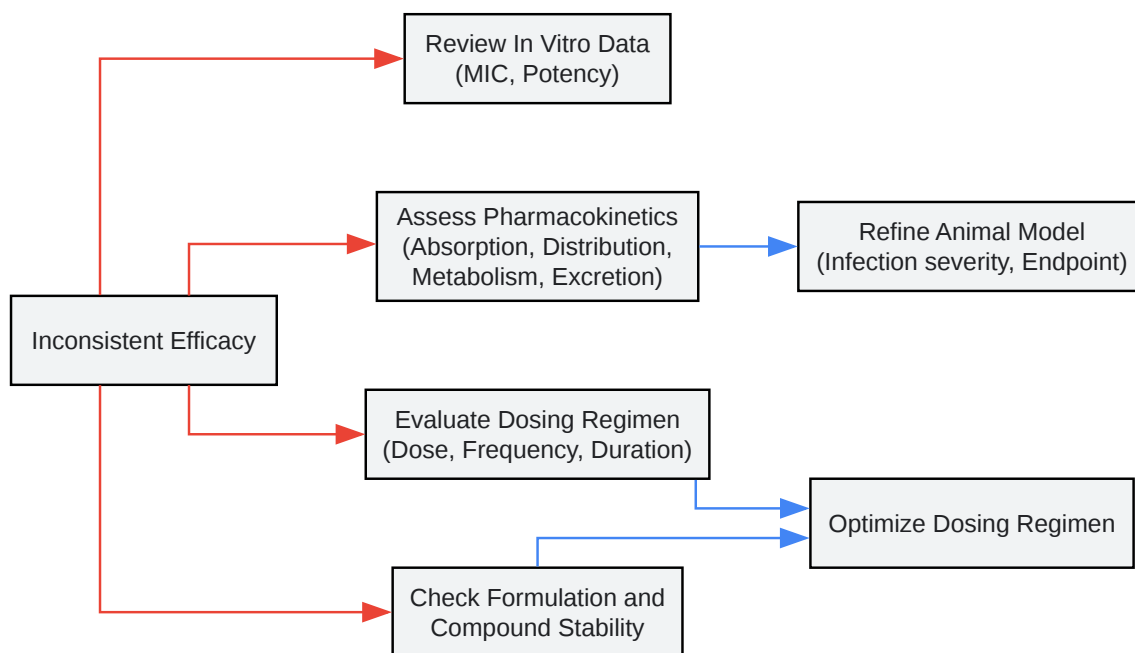 Review In Vitro Data
(MIC, Potency)
Assess Pharmacokinetics
(Absorption, Distribution,
Metabolism, Excretion)
Refine Animal Model
(Infection severity, Endpoint)
Inconsistent Efficacy
Evaluate Dosing Regimen
(Dose, Frequency, Duration)
Optimize Dosing Regimen
Check Formulation and
Compound Stability